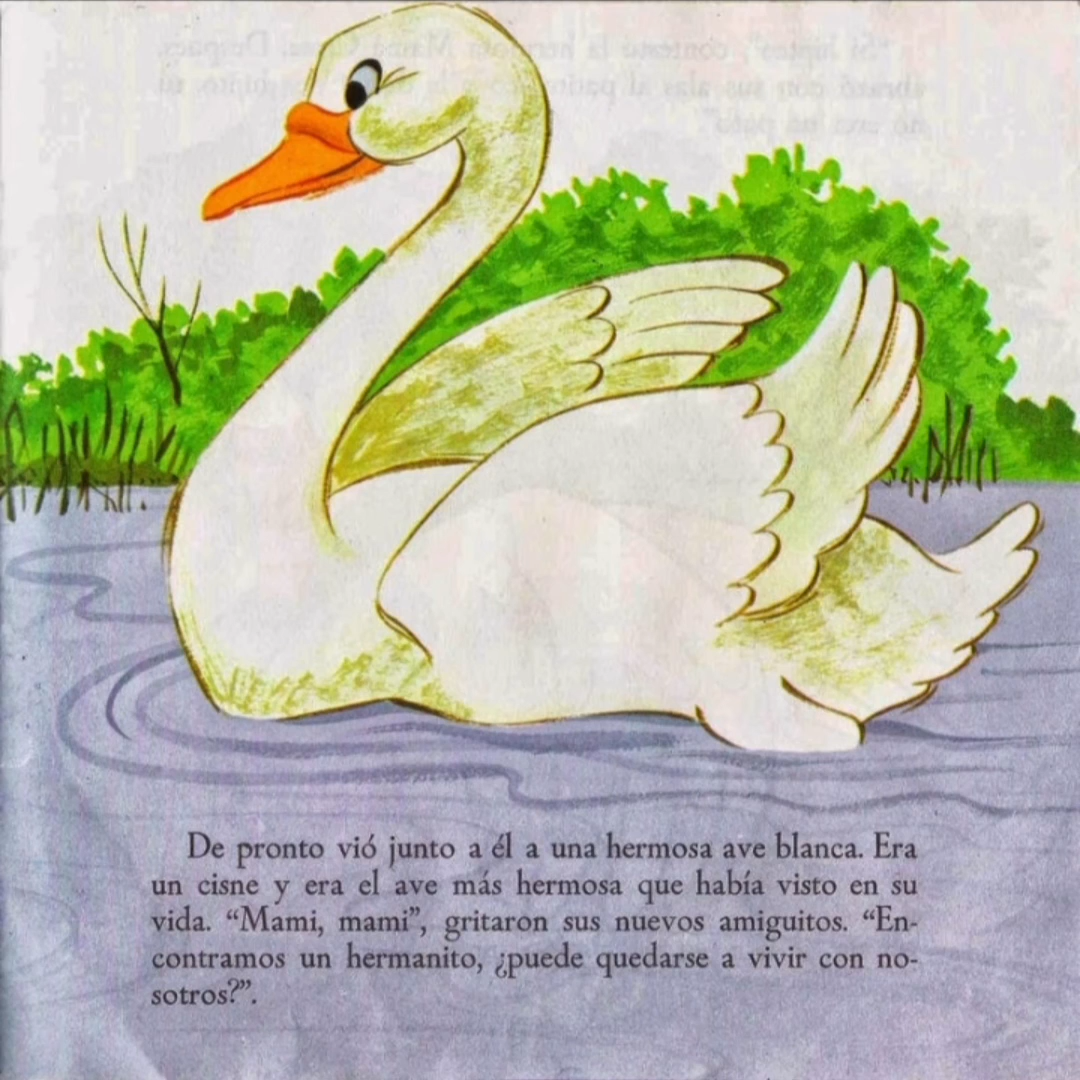 De pronto vió junto a él a una hermosa ave blanca. Era
un cisne y era el ave más hermosa que había visto en su
vida. “Mami, mami”, gritaron sus nuevos amiguitos. “En-
contramos un hermanito, ¿puede quedarse a vivir con no-
sotros?”.